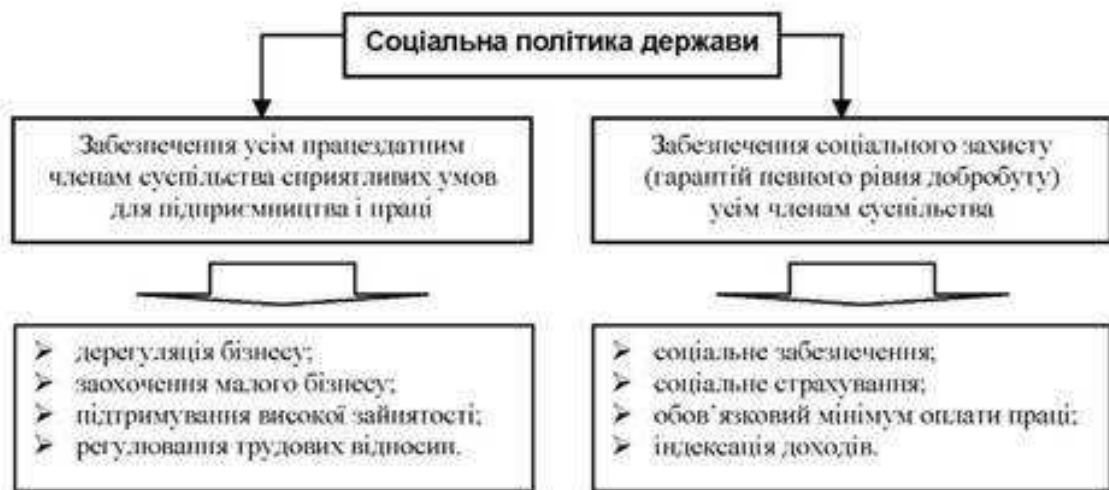 Соціальна політика держави
Забезпечення усім працездатним
членам суспільства сприятливих умов
для підприємництва і праці
Забезпечення соціального захисту
(гарантій певного рівня добробуту)
усім членам суспільства
➢ дерегуляція бізнесу;
➢ заохочення малого бізнесу;
➢ підтримування високої зайнятості;
➢ регулювання трудових відносин.
➢ соціальне забезпечення;
➢ соціальне страхування;
➢ обов’язковий мінімум оплати праці;
➢ індексація доходів.